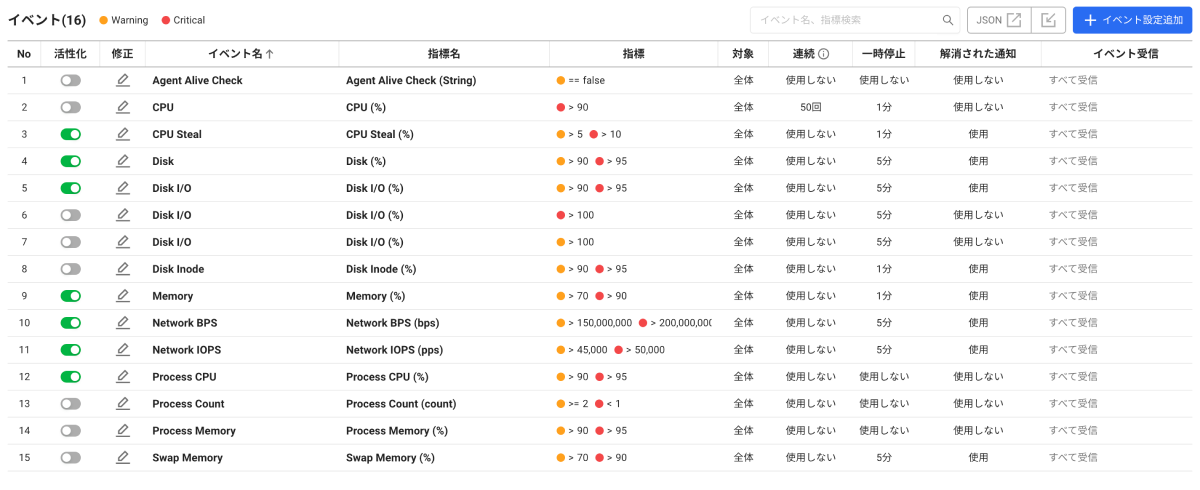 イベント(16) Warning Critical イベント名、指標検索 JSON イベント設定追加
No 活性化 修正 イベント名 指標名 指標 対象 連続 一時停止 解消された通知 イベント受信
1 Agent Alive Check Agent Alive Check (String) == false 全体 使用しない 使用しない 使用しない すべて受信
2 CPU CPU (%) > 90 全体 50回 1分 使用しない すべて受信
3 CPU Steal CPU Steal (%) > 5 > 10 全体 使用しない 1分 使用 すべて受信
4 Disk Disk (%) > 90 > 95 全体 使用しない 5分 使用 すべて受信
5 Disk I/O Disk I/O (%) > 90 > 95 全体 使用しない 5分 使用 すべて受信
6 Disk I/O Disk I/O (%) > 100 全体 使用しない 5分 使用しない すべて受信
7 Disk I/O Disk I/O (%) > 100 全体 使用しない 5分 使用しない すべて受信
8 Disk Inode Disk Inode (%) > 90 > 95 全体 使用しない 1分 使用 すべて受信
9 Memory Memory (%) > 70 > 90 全体 使用しない 1分 使用 すべて受信
10 Network BPS Network BPS (bps) > 150,000,000 > 200,000,000 全体 使用しない 5分 使用 すべて受信
11 Network IOPS Network IOPS (pps) > 45,000 > 50,000 全体 使用しない 5分 使用 すべて受信
12 Process CPU Process CPU (%) > 90 > 95 全体 使用しない 使用しない 使用しない すべて受信
13 Process Count Process Count (count) >= 2 < 1 全体 使用しない 使用しない 使用しない すべて受信
14 Process Memory Process Memory (%) > 90 > 95 全体 使用しない 使用しない 使用しない すべて受信
15 Swap Memory Swap Memory (%) > 70 > 90 全体 使用しない 5分 使用 すべて受信